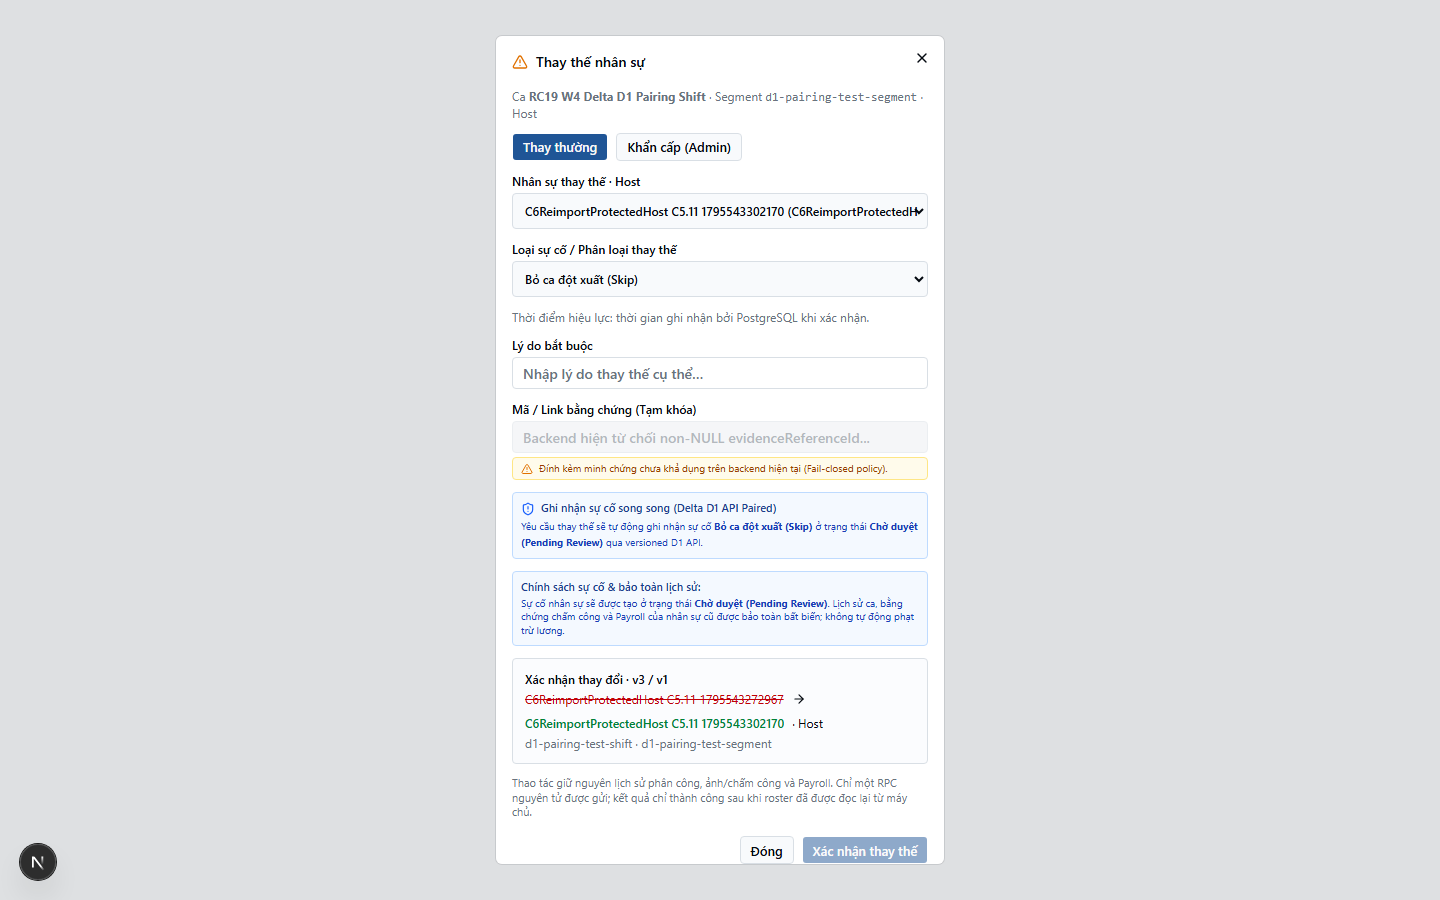 Thay thế nhân sự
Ca RC19 W4 Delta D1 Pairing Shift · Segment d1-pairing-test-segment ·
Host
Thay thường
Khẩn cấp (Admin)
Nhân sự thay thế · Host
C6ReimportProtectedHost C5.11 1795543302170 (C6ReimportProtectedH
Loại sự cố / Phân loại thay thế
Bỏ ca đột xuất (Skip)
Thời điểm hiệu lực: thời gian ghi nhận bởi PostgreSQL khi xác nhận.
Lý do bắt buộc
Nhập lý do thay thế cụ thể...
Mã / Link bằng chứng (Tạm khóa)
Backend hiện từ chối non-NULL evidenceReferenceId...
Đính kèm minh chứng chưa khả dụng trên backend hiện tại (Fail-closed policy).
Ghi nhận sự cố song song (Delta D1 API Paired)
Yêu cầu thay thế sẽ tự động ghi nhận sự cố Bỏ ca đột xuất (Skip) ở trạng thái Chờ duyệt
(Pending Review) qua versioned D1 API.
Chính sách sự cố & bảo toàn lịch sử:
Sự cố nhân sự sẽ được tạo ở trạng thái Chờ duyệt (Pending Review). Lịch sử ca, bằng
chứng chấm công và Payroll của nhân sự cũ được bảo toàn bất biến; không tự động phạt
trừ lương.
Xác nhận thay đổi · v3 / v1
C6ReimportProtectedHost C5.11 1795543272967 →
C6ReimportProtectedHost C5.11 1795543302170 · Host
d1-pairing-test-shift · d1-pairing-test-segment
Thao tác giữ nguyên lịch sử phân công, ảnh/chấm công và Payroll. Chỉ một RPC
nguyên tử được gửi; kết quả chỉ thành công sau khi roster đã được đọc lại từ máy
chủ.
Đóng
Xác nhận thay thế
N